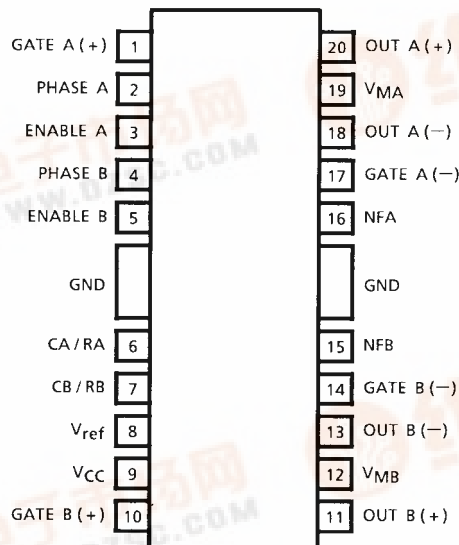 GATE A (+) 1
PHASE A 2
ENABLE A 3
PHASE B 4
ENABLE B 5
GND
CA / RA 6
CB / RB 7
Vref 8
VCC 9
GATE B (+) 10
20 OUT A (+)
19 VMA
18 OUT A (—)
17 GATE A (—)
16 NFA
GND
15 NFB
14 GATE B (—)
13 OUT B (—)
12 VMB
11 OUT B (+)